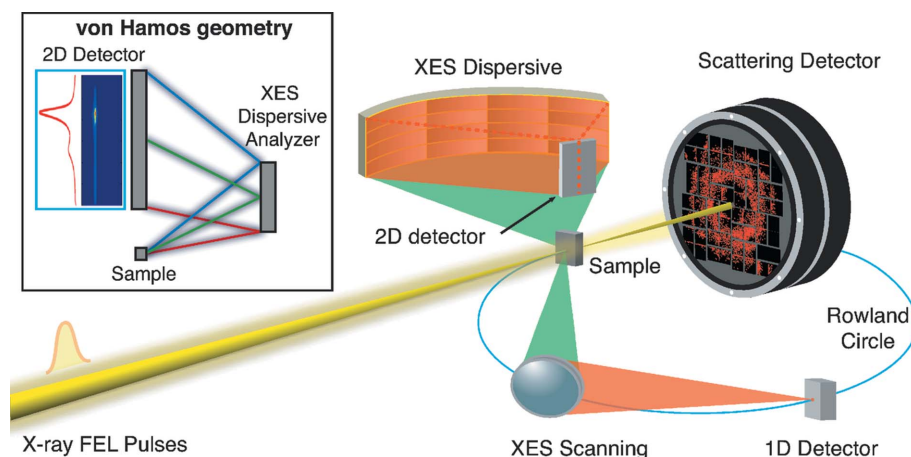 von Hamos geometry
2D Detector
XES
Dispersive
Analyzer
Sample
XES Dispersive
Scattering Detector
2D detector
Sample
Rowland
Circle
X-ray FEL Pulses
XES Scanning
1D Detector